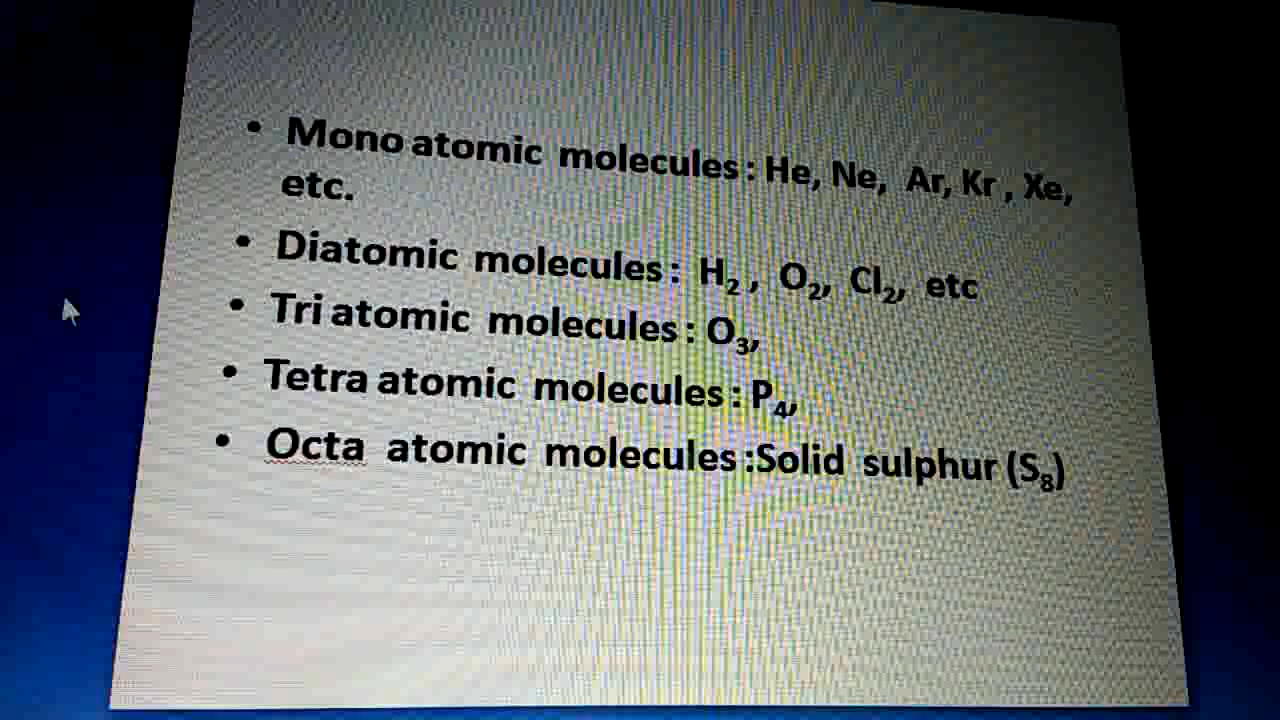 • Mono atomic molecules : He, Ne, Ar, Kr , Xe,
etc.
• Diatomic molecules : H₂ , O₂, Cl₂, etc
• Tri atomic molecules : O₃,
• Tetra atomic molecules : P₄,
• Octa atomic molecules :Solid sulphur (S₈)